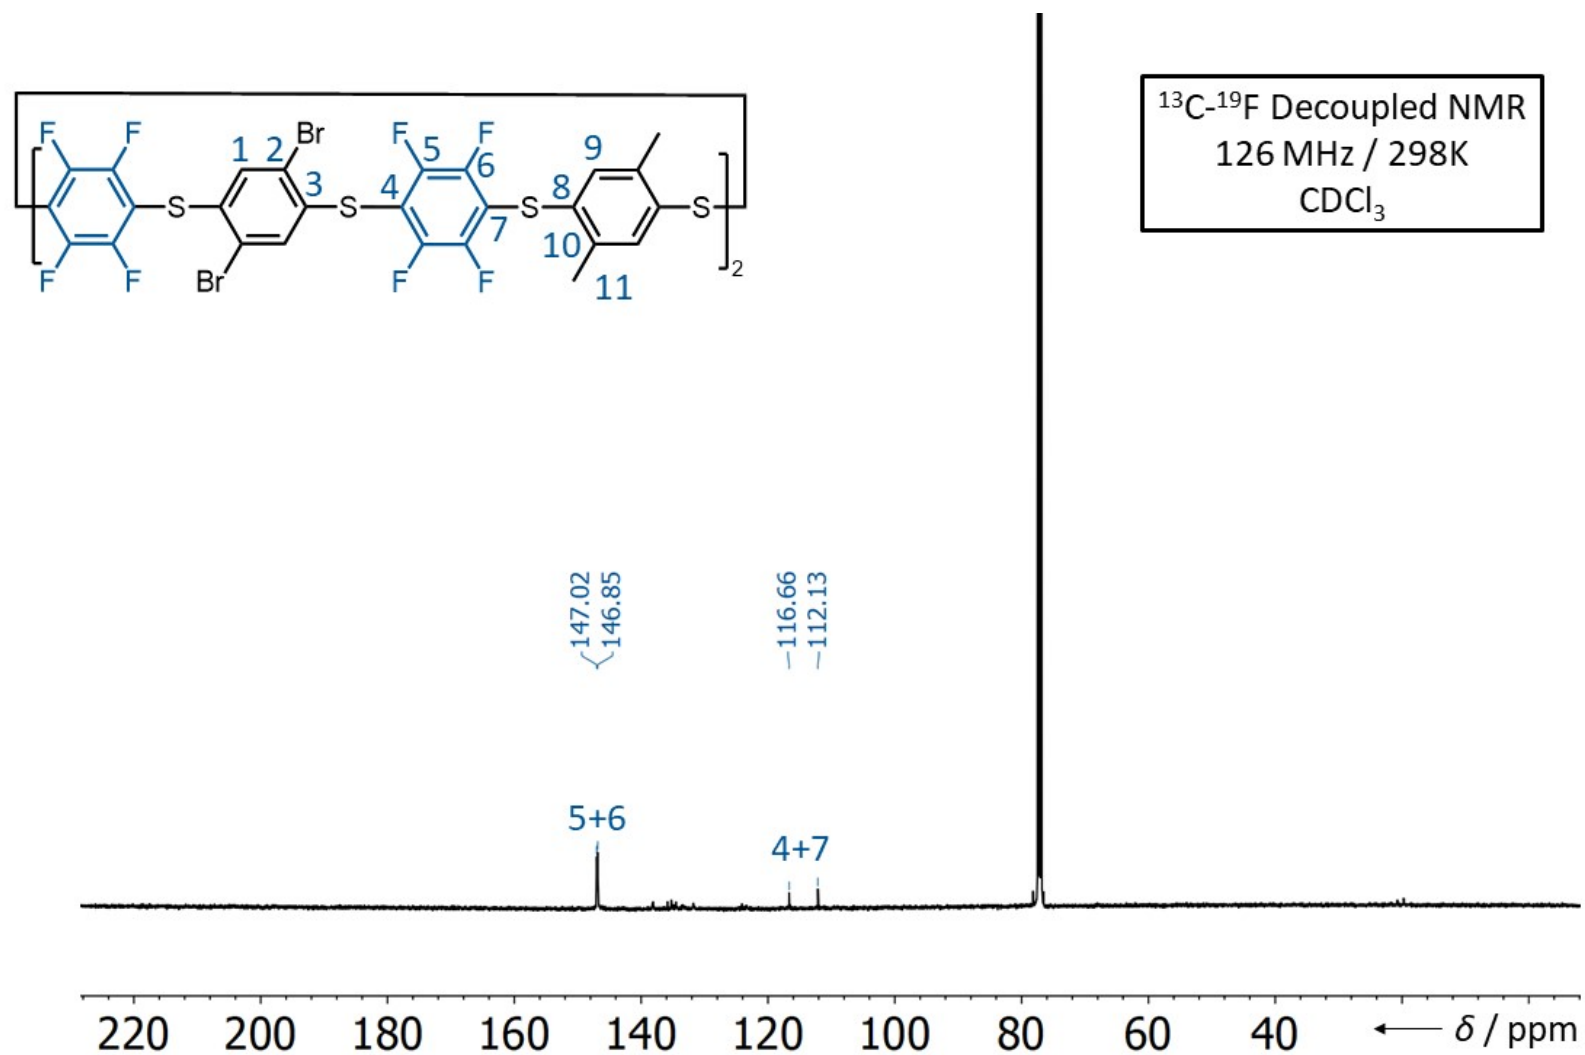 ¹³C-¹⁹F Decoupled NMR
126 MHz / 298K
CDCl₃
F F Br F F
1 2 3 4 5 6 7 8 9 10 11
S S S S
F F Br F F
2
147.02
146.85
116.66
112.13
5+6
4+7
220 200 180 160 140 120 100 80 60 40 ← δ / ppm